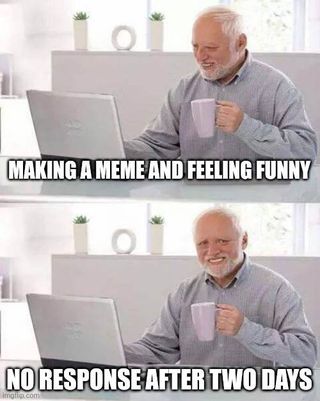 MAKING A MEME AND FEELING FUNNY
NO RESPONSE AFTER TWO DAYS
imgflip.com